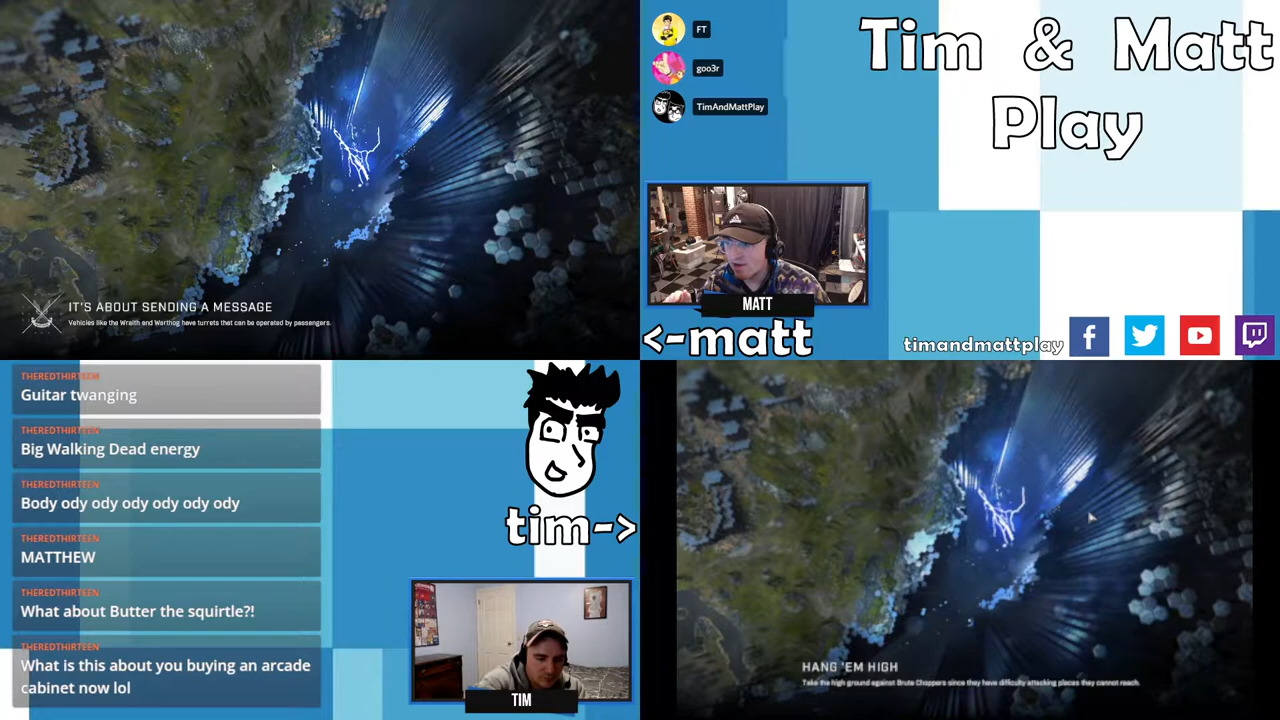 IT'S ABOUT SENDING A MESSAGE
Vehicles like the Wraith and Warthog have turrets that can be operated by passengers.
FT
goo3r
TimAndMattPlay
Tim & Matt
Play
MATT
<-matt
timandmattplay
THEREDTHIRTEEN
Guitar twanging
THEREDTHIRTEEN
Big Walking Dead energy
THEREDTHIRTEEN
Body ody ody ody ody ody ody
THEREDTHIRTEEN
MATTHEW
THEREDTHIRTEEN
What about Butter the squirtle?!
THEREDTHIRTEEN
What is this about you buying an arcade
cabinet now lol
tim->
TIM
HANG 'EM HIGH
Take the high ground against Brute Choppers since they have difficulty attacking places they cannot reach.